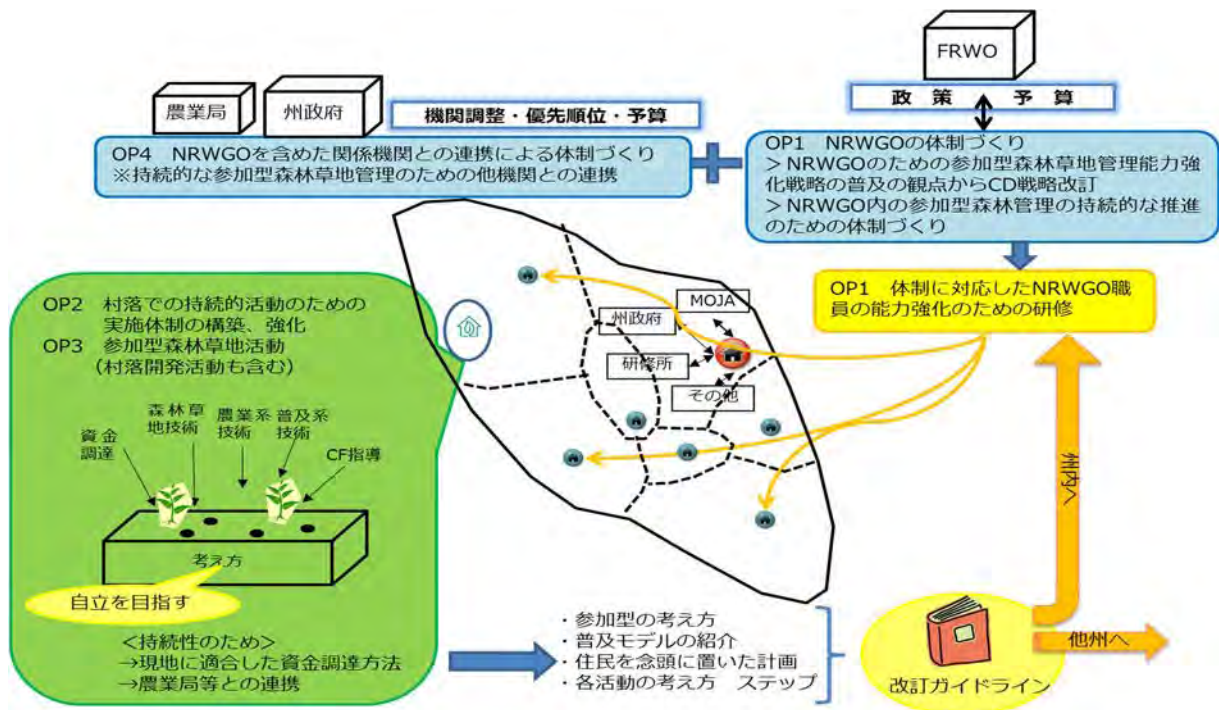 FRWO
政 策　予 算
農業局
州政府
機関調整・優先順位・予算
OP4　NRWGOを含めた関係機関との連携による体制づくり
※持続的な参加型森林草地管理のための他機関との連携
OP1　NRWGOの体制づくり
＞NRWGOのための参加型森林草地管理能力強
化戦略の普及の観点からCD戦略改訂
＞NRWGO内の参加型森林管理の持続的な推進
のための体制づくり
OP1　体制に対応したNRWGO職
員の能力強化のための研修
MOJA
州政府
研修所
その他
OP2　村落での持続的活動のための
実施体制の構築、強化
OP3　参加型森林草地活動
（村落開発活動も含む）
資金
調達
森林草
地技術
農業系
技術
普及系
技術
CF指導
考え方
自立を目指す
＜持続性のため＞
→現地に適合した資金調達方法
→農業局等との連携
・参加型の考え方
・普及モデルの紹介
・住民を念頭に置いた計画
・各活動の考え方　ステップ
改訂ガイドライン
州内へ
他州へ